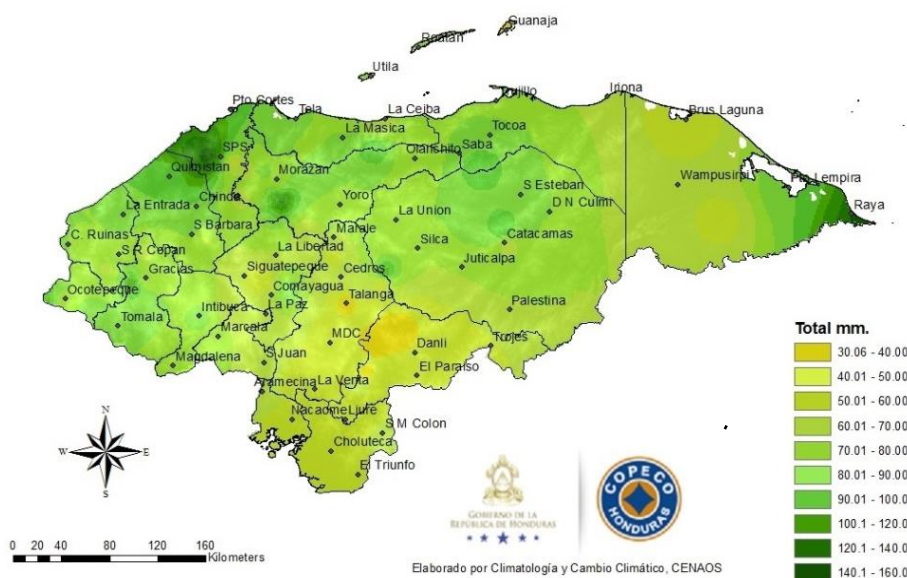 Guanaja
Roatan
Utila
Trujillo
Iriona
Pto Cortes
Tela
La Ceiba
Brus Laguna
La Masica
Tocoa
SPS
Olanchito
Saba
Quimistan
Morazan
Wampusirpi
Pto Lempira
Chinda
Yoro
S Esteban
La Entrada
D N Culmi
Raya
S Barbara
La Union
C. Ruinas
Marale
Catacamas
S R Copan
La Libertad
Silca
Gracias
Siguatepeque
Cedros
Juticalpa
Ocotepeque
Comayagua
Talanga
Intibuca
La Paz
Palestina
Tomala
Marcala
MDC
Danli
Trojes
Magdalena
S Juan
El Paraiso
Aramecina
La Venta
Nacaome
Liure
S M Colon
Choluteca
El Triunfo
Total mm.
30.06 - 40.00
40.01 - 50.00
50.01 - 60.00
60.01 - 70.00
70.01 - 80.00
80.01 - 90.00
90.01 - 100.0
100.1 - 120.0
120.1 - 140.0
140.1 - 160.0
N
W E
S
GOBIERNO DE LA
REPÚBLICA DE HONDURAS
COPECO
HONDURAS
0 20 40 80 120 160
Kilometers
Elaborado por Climatología y Cambio Climático, CENAOS